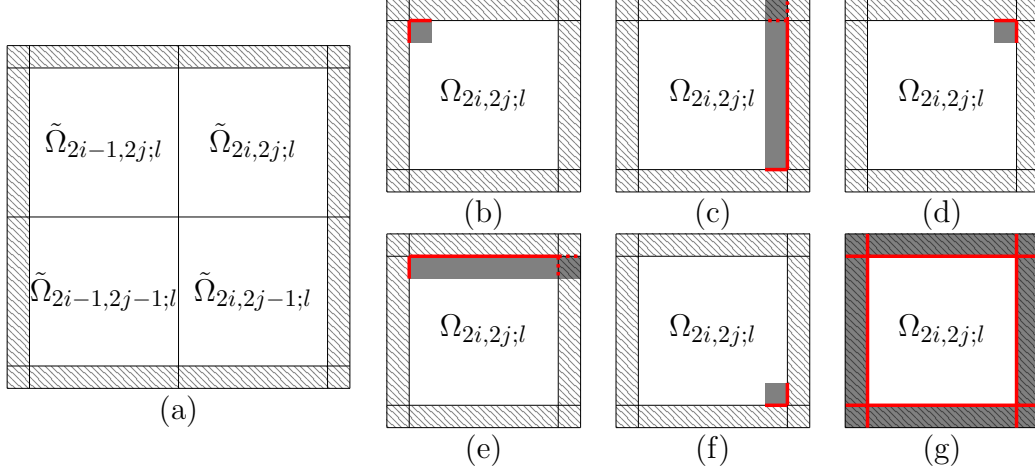 Ω̃_{2i−1,2j;l} Ω̃_{2i,2j;l}
Ω̃_{2i−1,2j−1;l} Ω̃_{2i,2j−1;l}
(a)
Ω_{2i,2j;l} Ω_{2i,2j;l} Ω_{2i,2j;l}
(b) (c) (d)
Ω_{2i,2j;l} Ω_{2i,2j;l} Ω_{2i,2j;l}
(e) (f) (g)